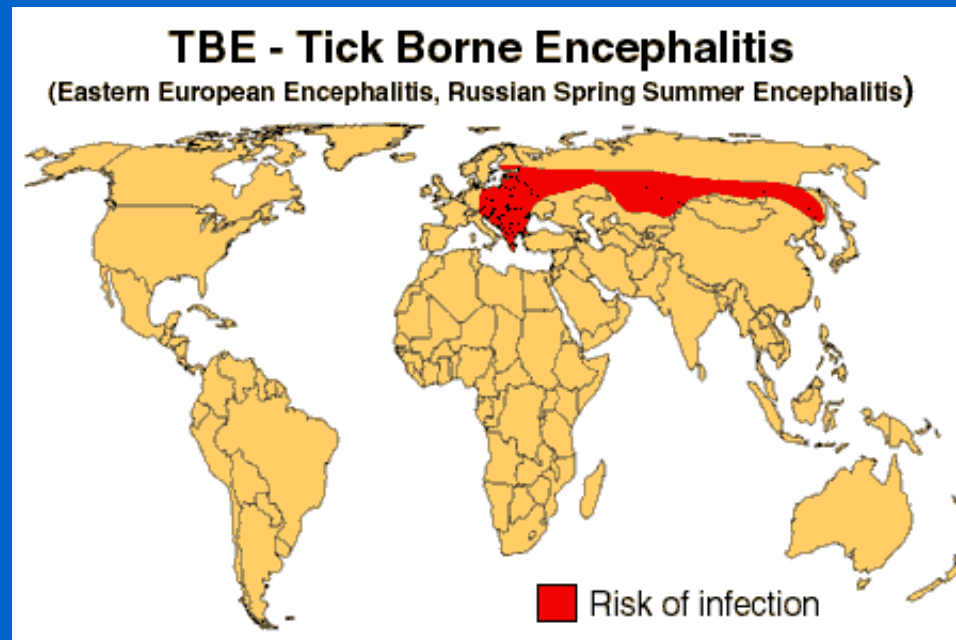 TBE - Tick Borne Encephalitis
(Eastern European Encephalitis, Russian Spring Summer Encephalitis)
Risk of infection